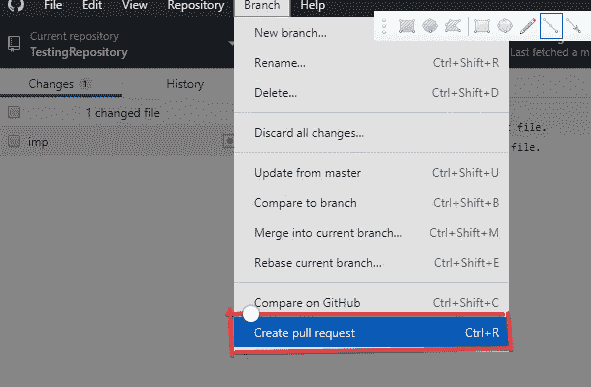 File Edit View Repository Branch Help
Current repository
TestingRepository
Last fetched a m
Changes 1 History
1 changed file
imp
New branch...
Rename... Ctrl+Shift+R
Delete... Ctrl+Shift+D
Discard all changes...
Update from master Ctrl+Shift+U
Compare to branch Ctrl+Shift+B
Merge into current branch... Ctrl+Shift+M
Rebase current branch... Ctrl+Shift+E
Compare on GitHub Ctrl+Shift+C
Create pull request Ctrl+R
file.
file.